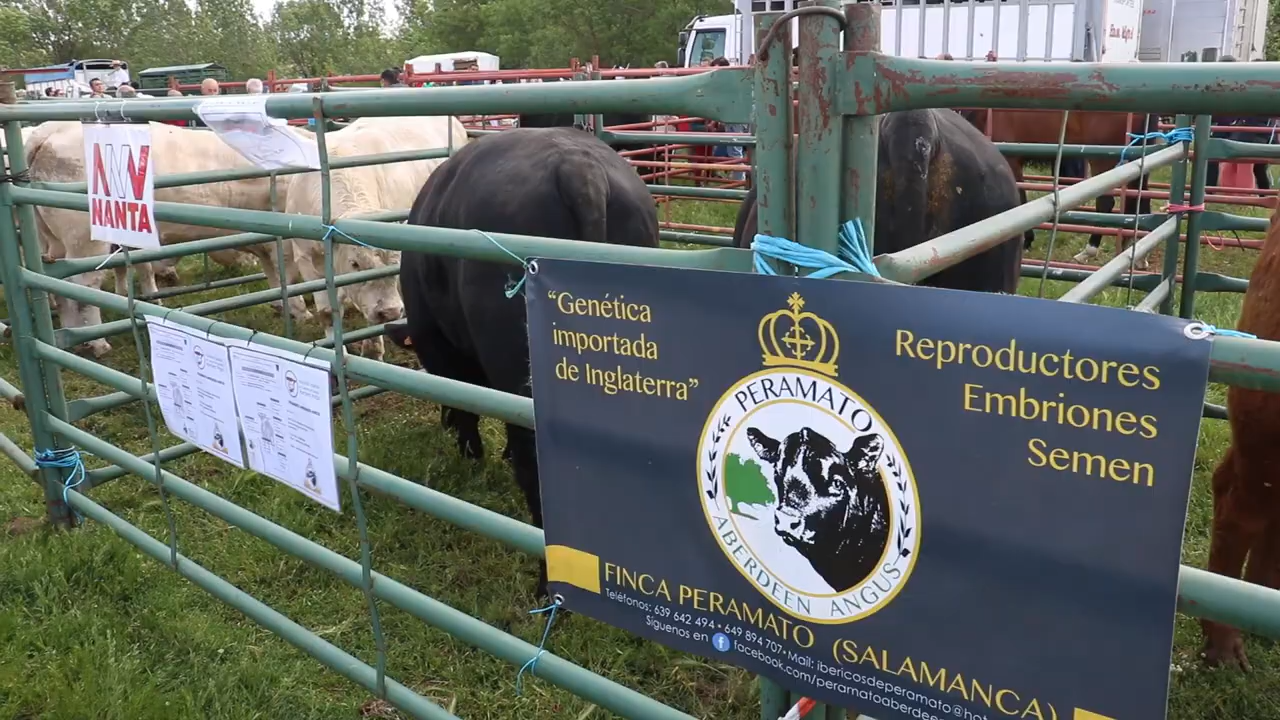 NANTA
“Genética
importada
de Inglaterra”
Reproductores
Embriones
Semen
PERAMATO
ABERDEEN ANGUS
FINCA PERAMATO (SALAMANCA)
Teléfonos: 639 642 494 • 649 894 707 • Mail: ibericosdeperamato@hot
Síguenos en f facebook.com/peramatoaberdee